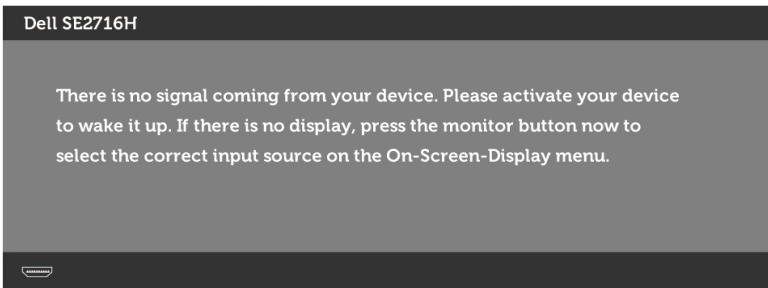 Dell SE2716H
There is no signal coming from your device. Please activate your device
to wake it up. If there is no display, press the monitor button now to
select the correct input source on the On-Screen-Display menu.